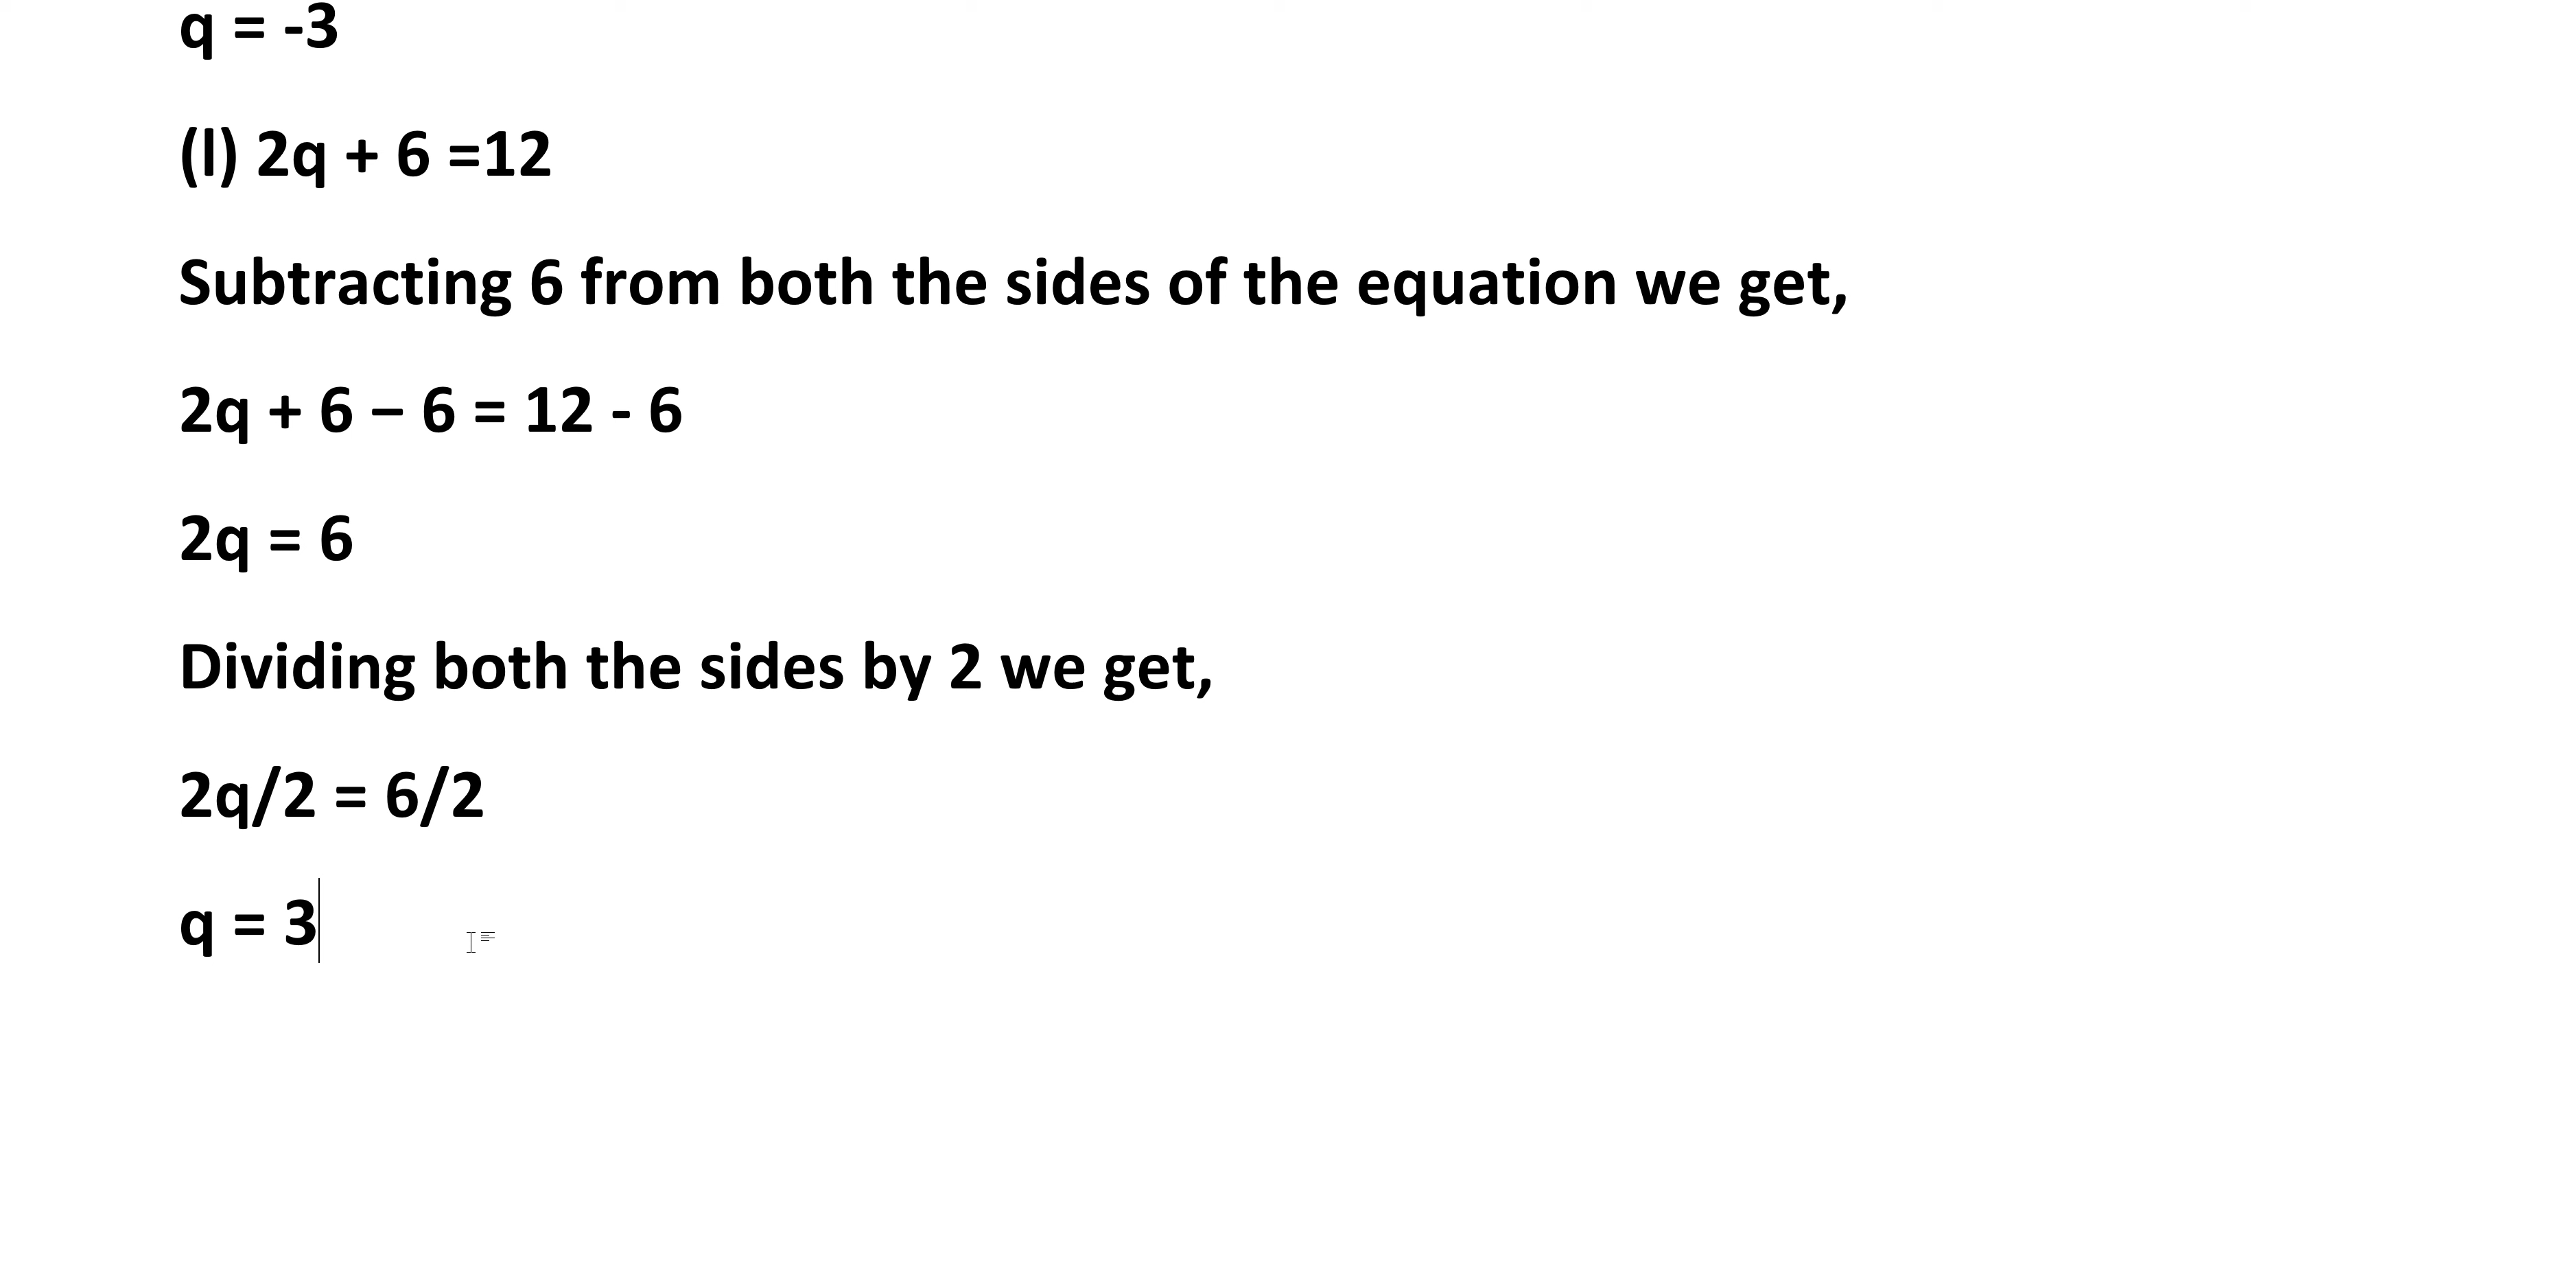 q = -3
(l) 2q + 6 =12
Subtracting 6 from both the sides of the equation we get,
2q + 6 – 6 = 12 - 6
2q = 6
Dividing both the sides by 2 we get,
2q/2 = 6/2
q = 3